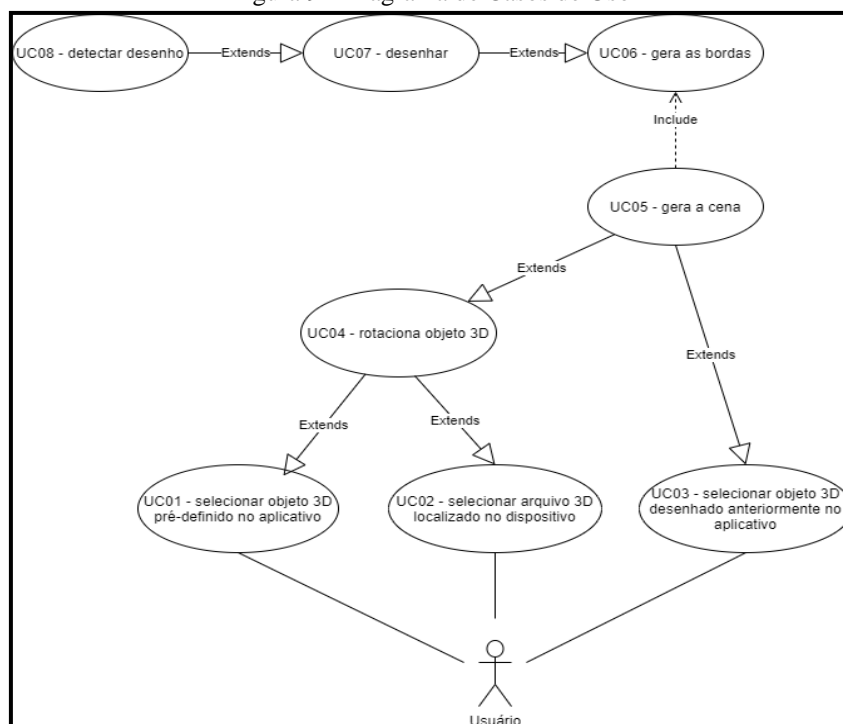 UC08 - detectar desenho
Extends
UC07 - desenhar
Extends
UC06 - gera as bordas
Include
UC05 - gera a cena
Extends
UC04 - rotaciona objeto 3D
Extends
Extends
Extends
UC01 - selecionar objeto 3D
pré-definido no aplicativo
UC02 - selecionar arquivo 3D
localizado no dispositivo
UC03 - selecionar objeto 3D
desenhado anteriormente no
aplicativo
Usuário